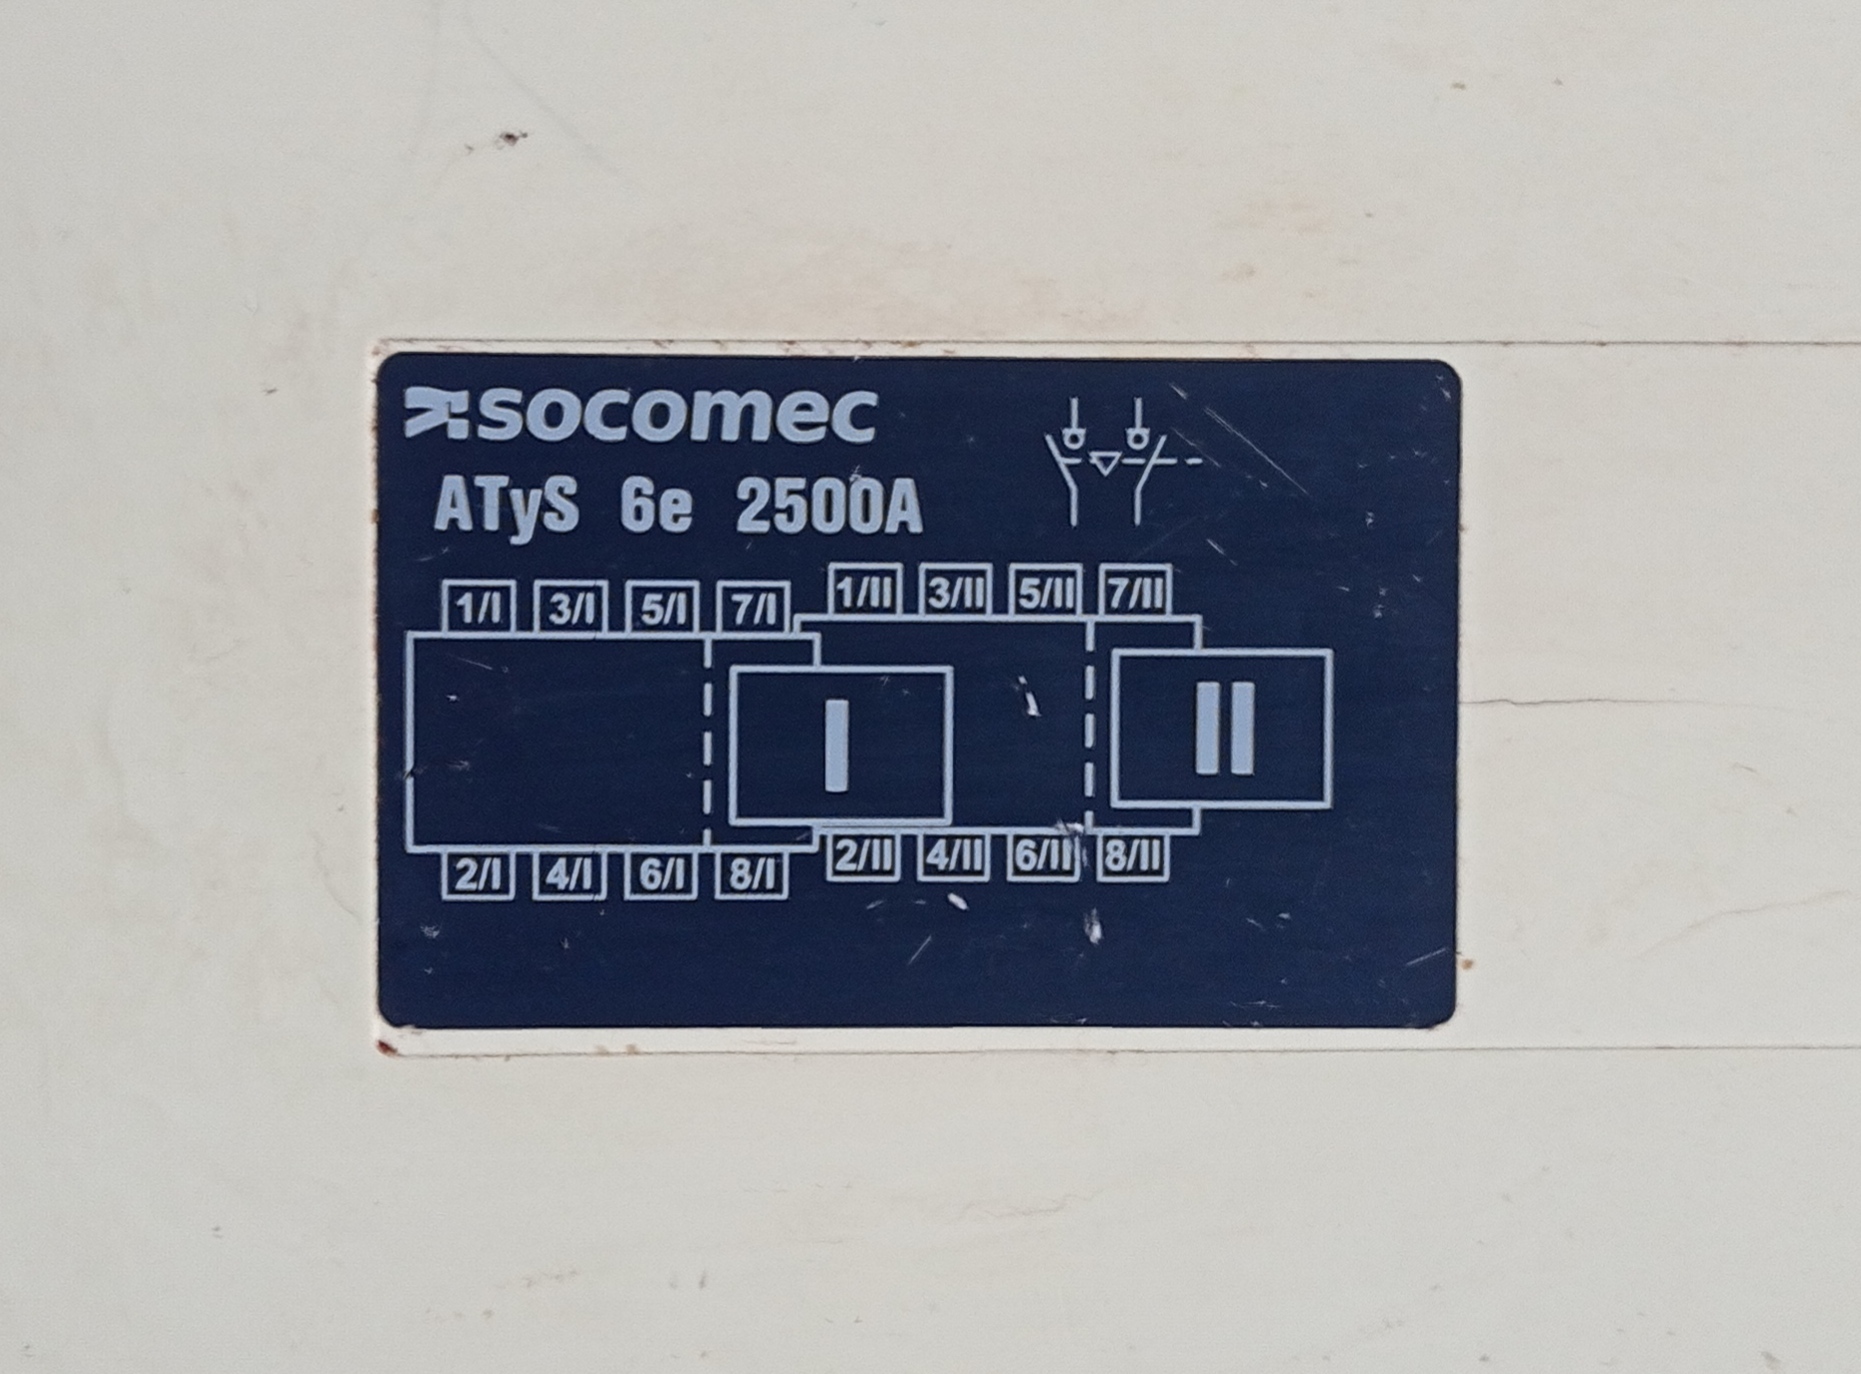 socomec
ATyS 6e 2500A
1/I 3/I 5/I 7/I 1/II 3/II 5/II 7/II
I II
2/I 4/I 6/I 8/I 2/II 4/II 6/II 8/II